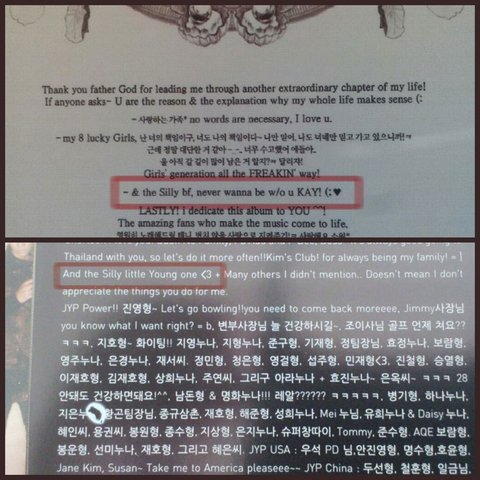 Thank you father God for leading me through another extraordinary chapter of my life!
If anyone asks~ U are the reason & the explanation why my whole life makes sense (:
- 사랑하는 가족* no words are necessary, I love u.
- my 8 lucky Girls, 난 너의 책임이구, 너도 나의 책임이다~ 나만 믿어, 나도 너네만 믿고 가고 있으니까!ㅋ
근데 정말 대단한 거 같아 -_-, 너무 수고했어 얘들아..
울 아직 갈 길이 많이 남은 거 알지?ㅋ 달리자!
Girls' generation all the FREAKIN' way!
- & the Silly bf, never wanna be w/o u KAY! (;♥
LASTLY! i dedicate this album to YOU ^^!
The amazing fans who make the music come to life.
Thailand with you, so let's do it more often!!Kim's Club! for always being my family! = ]
And the Silly little Young one <3 + Many others I didn't mention.. Doesn't mean I don't
appreciate the things you do for me.
JYP Power!! 진영형~ Let's go bowling!!you need to come back moreeee, Jimmy사장님
you know what I want right? = b, 변부사장님 늘 건강하시길~. 조이사님 골프 언제 쳐요??
ㅋㅋㅋ, 지호형~ 화이팅!! 지영누나, 지형누나, 준구형, 기재형, 정팀장님, 효정누나, 보람형,
영주누나, 은경누나, 재서씨. 정민형, 청은형, 영걸형, 섭주형, 민재형<3. 진철형, 승열형,
이재호형, 김재호형, 상희누나, 주연씨, 그리구 아라누나 + 효진누나~ 은옥씨~ ㅋㅋㅋ 28
안돼도 건강하면돼요!^^, 남돈형 & 명화누나!!! 레알?????? ㅋㅋㅋㅋㅋ, 병기형, 하나누나,
지은누나, 황곤팀장님, 종규삼촌, 재호형, 해준형, 성희누나, Mei 누님, 유희누나 & Daisy 누나,
혜인씨, 용권씨, 봉원형, 종수형, 지상형, 은지누나, 슈퍼창따이, Tommy, 준수형. AQE 보람형,
봉운형, 선미누나, 재호형, 그리고 혜은씨. JYP USA : 우석 PD 님,안진영형, 명수형,호윤형,
Jane Kim, Susan~ Take me to America pleaseee~~ JYP China : 두선형, 철훈형, 일금님,